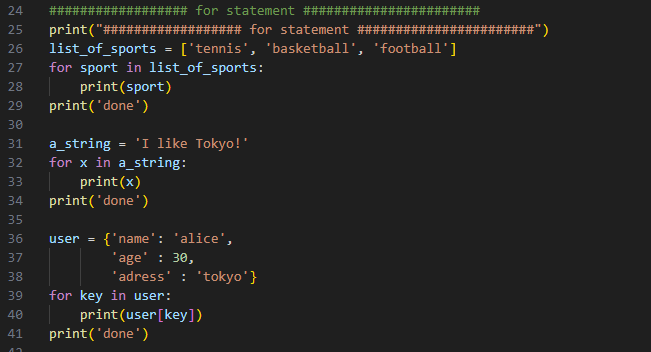 24 ################## for statement #######################
25 print("################## for statement #######################")
26 list_of_sports = ['tennis', 'basketball', 'football']
27 for sport in list_of_sports:
28     print(sport)
29 print('done')
30
31 a_string = 'I like Tokyo!'
32 for x in a_string:
33     print(x)
34 print('done')
35
36 user = {'name': 'alice',
37         'age' : 30,
38         'adress' : 'tokyo'}
39 for key in user:
40     print(user[key])
41 print('done')